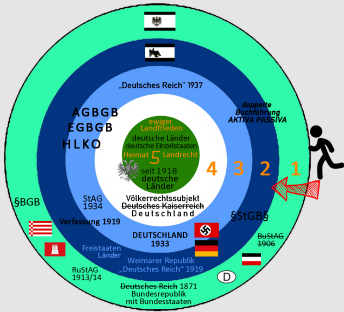 „Deutsches Reich" 1937
AGBGB
EGBGB
HLKO
doppelte
Buchführung
AKTIVA PASSIVA
ewiger
Landfrieden
deutsche Länder
deutsche Einzelstaaten
Heimat 5 Landrecht
seit 1918
deutsche
Länder
4 3 2 1
§BGB
StAG
1934
Verfassung 1919
Völkerrechtssubjekt
Deutsches Kaiserreich
Deutschland
§StGB§
DEUTSCHLAND
1933
BuStAG
1906
Freistaaten
Länder
Weimarer Republik
„Deutsches Reich" 1919
RuStAG
1913/14
D
Deutsches Reich 1871
Bundesrepublik
mit Bundesstaaten